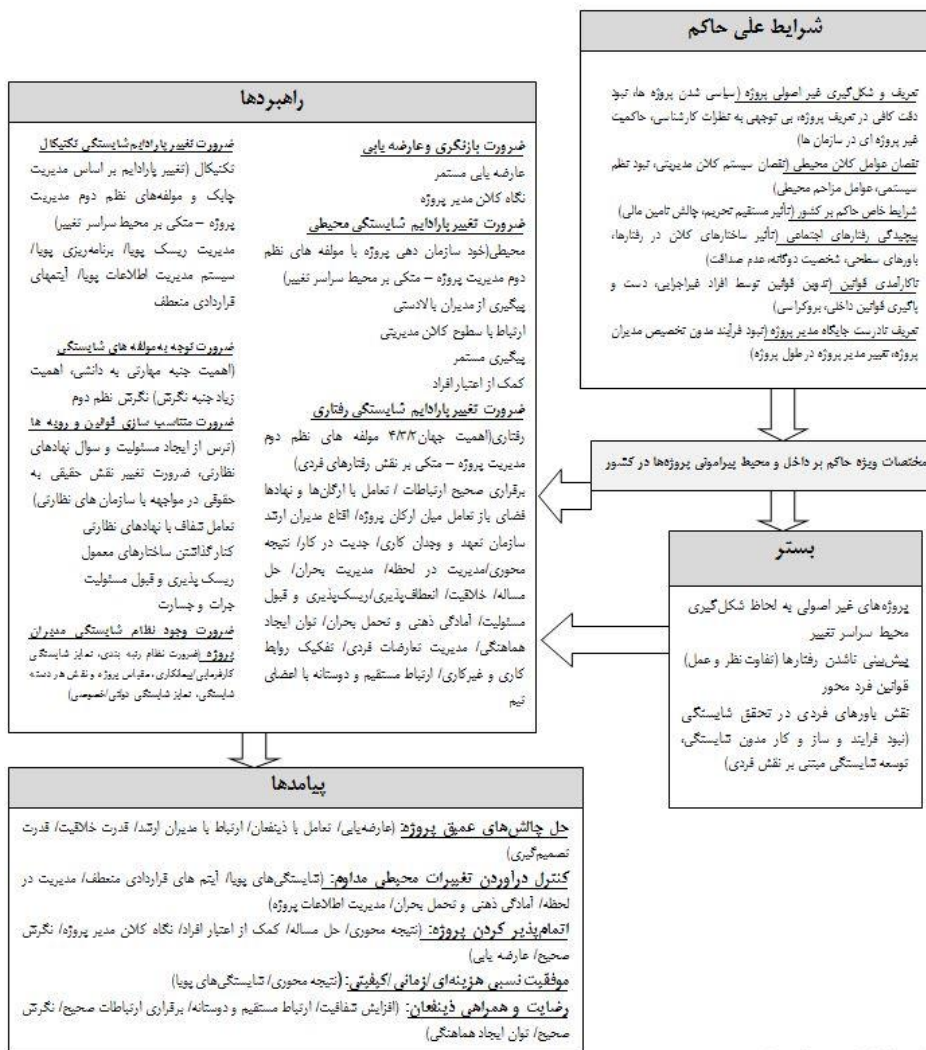 شرایط علی حاکم
تعریف و شکل‌گیری غیر اصولی پروژه (سیاسی شدن پروژه ها، نبود
دقت کافی در تعریف پروژه، بی توجهی به نظرات کارشناسی، حاکمیت
غیر پروژه ای در سازمان ها)
نقصان عوامل کلان محیطی (نقصان سیستم کلان مدیریتی، نبود نظم
سیستمی، عوامل مزاحم محیطی)
شرایط خاص حاکم بر کشور (تأثیر مستقیم تحریم، چالش تامین مالی)
پیچیدگی رفتارهای اجتماعی (تأثیر ساختارهای کلان در رفتارها،
باورهای سطحی، شخصیت دوگانه، عدم صداقت)
ناکارآمدی قوانین (تدوین قوانین توسط افراد غیراجرایی، دست و
پاگیری قوانین داخلی، بروکراسی)
تعریف نادرست جایگاه مدیر پروژه (نبود فرآیند مدون تخصیص مدیران
پروژه، تغییر مدیر پروژه در طول پروژه)
مختصات ویژه حاکم بر داخل و محیط پیرامونی پروژه‌ها در کشور
بستر
پروژه‌های غیر اصولی به لحاظ شکل‌گیری
محیط سراسر تغییر
پیش‌بینی ناشدن رفتارها (تفاوت نظر و عمل)
قوانین فرد محور
نقش باورهای فردی در تحقق شایستگی
(نبود فرایند و ساز و کار مدون شایستگی،
توسعه شایستگی مبتنی بر نقش فردی)
راهبردها
ضرورت بازنگری وعارضه یابی
عارضه یابی مستمر
نگاه کلان مدیر پروژه
ضرورت تغییر پارادایم شایستگی محیطی
محیطی(خود سازمان دهی پروژه با مولفه های نظم
دوم مدیریت پروژه – متکی بر محیط سراسر تغییر)
پیگیری از مدیران بالادستی
ارتباط با سطوح کلان مدیریتی
پیگیری مستمر
کمک از اعتبار افراد
ضرورت تغییر پارادایم شایستگی رفتاری
رفتاری(اهمیت جهان۴/۳/۲ مولفه های نظم دوم
مدیریت پروژه – متکی بر نقش رفتارهای فردی)
برقراری صحیح ارتباطات / تعامل با ارگان‌ها و نهادها
فضای باز تعامل میان ارکان پروژه/ اقناع مدیران ارشد
سازمان تعهد و وجدان کاری/ جدیت در کار/ نتیجه
محوری/مدیریت در لحظه/ مدیریت بحران/ حل
مساله/ خلاقیت/ انعطاف‌پذیری/ریسک‌پذیری و قبول
مسئولیت/ آمادگی ذهنی و تحمل بحران/ توان ایجاد
هماهنگی/ مدیریت تعارضات فردی/ تفکیک روابط
کاری و غیرکاری/ ارتباط مستقیم و دوستانه با اعضای
تیم
ضرورت تغییر پارادایم شایستگی تکنیکال
تکنیکال (تغییر پارادایم بر اساس مدیریت
چابک و مولفه‌های نظم دوم مدیریت
پروژه – متکی بر محیط سراسر تغییر)
مدیریت ریسک پویا/ برنامه‌ریزی پویا/
سیستم مدیریت اطلاعات پویا/ آیتمهای
قراردادی منعطف
ضرورت توجه به مولفه های شایستگی
(اهمیت جنبه مهارتی به دانشی، اهمیت
زیاد جنبه نگرش) نگرش نظم دوم
ضرورت متناسب سازی قوانین و رویه ها
(ترس از ایجاد مسئولیت و سوال نهادهای
نظارتی، ضرورت تغییر نقش حقیقی به
حقوقی در مواجهه با سازمان های نظارتی)
تعامل شفاف با نهادهای نظارتی
کنار گذاشتن ساختارهای معمول
ریسک پذیری و قبول مسئولیت
جرات و جسارت
ضرورت وجود نظام شایستگی مدیران
پروژه (ضرورت نظام رتبه بندی، تمایز شایستگی
کارفرمایی/پیمانکاری، مقیاس پروژه و نقش هر دسته
شایستگی، تمایز شایستگی دولتی/خصوصی)
پیامدها
حل چالش‌های عمیق پروژه: (عارضه‌یابی/ تعامل با ذینفعان/ ارتباط با مدیران ارشد/ قدرت خلاقیت/ قدرت
تصمیم‌گیری)
کنترل درآوردن تغییرات محیطی مداوم: (شایستگی‌های پویا/ آیتم های قراردادی منعطف/ مدیریت در
لحظه/ آمادگی ذهنی و تحمل بحران/ مدیریت اطلاعات پروژه)
اتمام‌پذیر کردن پروژه: (نتیجه محوری/ حل مساله/ کمک از اعتبار افراد/ نگاه کلان مدیر پروژه/ نگرش
صحیح/ عارضه یابی)
موفقیت نسبی هزینه‌ای/زمانی/کیفیتی: (نتیجه محوری/ شایستگی‌های پویا)
رضایت و همراهی ذینفعان: (افزایش شفافیت/ ارتباط مستقیم و دوستانه/ برقراری ارتباطات صحیح/ نگرش
صحیح/ توان ایجاد هماهنگی)